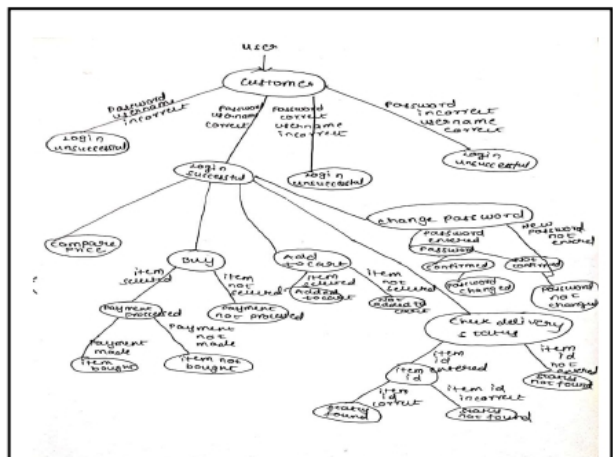 user
customer
password
username
incorrect
password
username
correct
password
correct
username
incorrect
password
incorrect
username
correct
Login
unsuccessful
Login
successful
Login
unsuccessful
Login
unsuccessful
compare
price
Buy
Add
to cart
change password
item
selected
item
not
selected
item
selected
Added
to cart
item
not
selected
Not added to
cart
password
entered
password
confirmed
Not confirmed
password
changed
New
password
not
entered
password
not
changed
payment processed
payment
not processed
payment
made
payment
not
made
item
bought
item not
bought
check delivery
status
item
id
entered
item
id
item
id
not
entered
status
not found
item
id
correct
item id
incorrect
status
found
status
not found